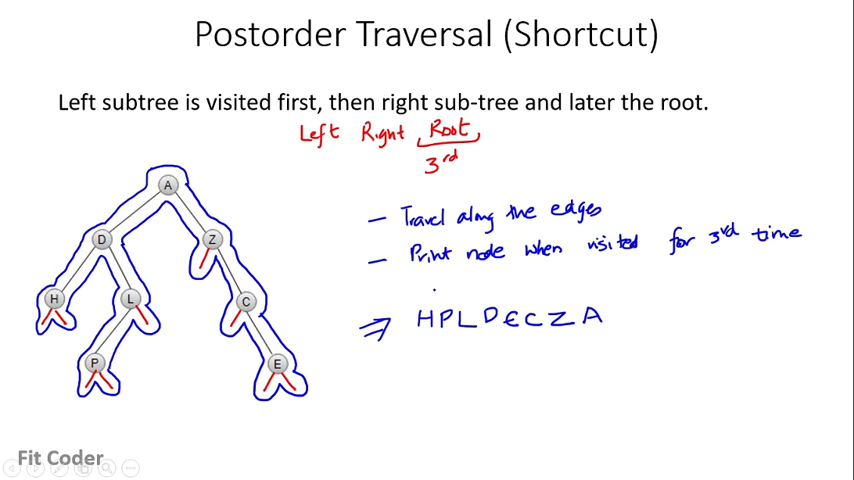 Postorder Traversal (Shortcut)
Left subtree is visited first, then right sub-tree and later the root.
Left Right Root
3rd
A
D Z
H L C
P E
– Travel along the edges
– Print node when visited for 3rd time
⇒ HPLDECZA
Fit Coder